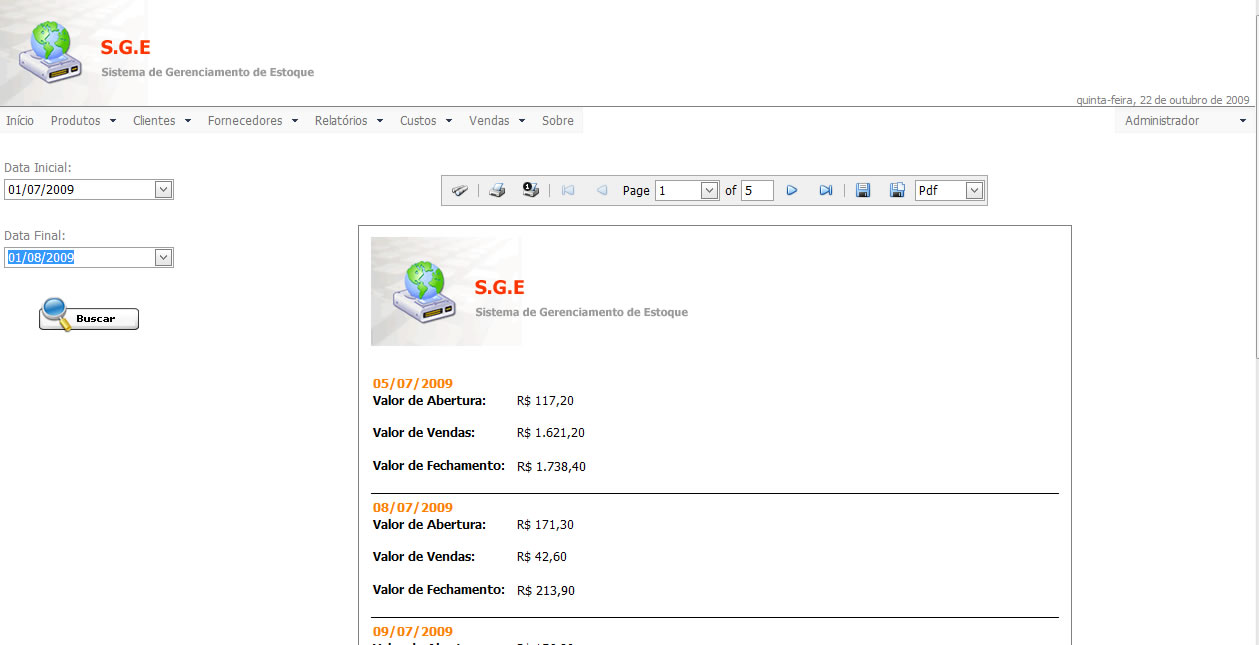 S.G.E
Sistema de Gerenciamento de Estoque
quinta-feira, 22 de outubro de 2009
Início Produtos Clientes Fornecedores Relatórios Custos Vendas Sobre Administrador
Data Inicial:
01/07/2009
Data Final:
01/08/2009
Buscar
Page 1 of 5 Pdf
S.G.E
Sistema de Gerenciamento de Estoque
05/07/2009
Valor de Abertura: R$ 117,20
Valor de Vendas: R$ 1.621,20
Valor de Fechamento: R$ 1.738,40
08/07/2009
Valor de Abertura: R$ 171,30
Valor de Vendas: R$ 42,60
Valor de Fechamento: R$ 213,90
09/07/2009